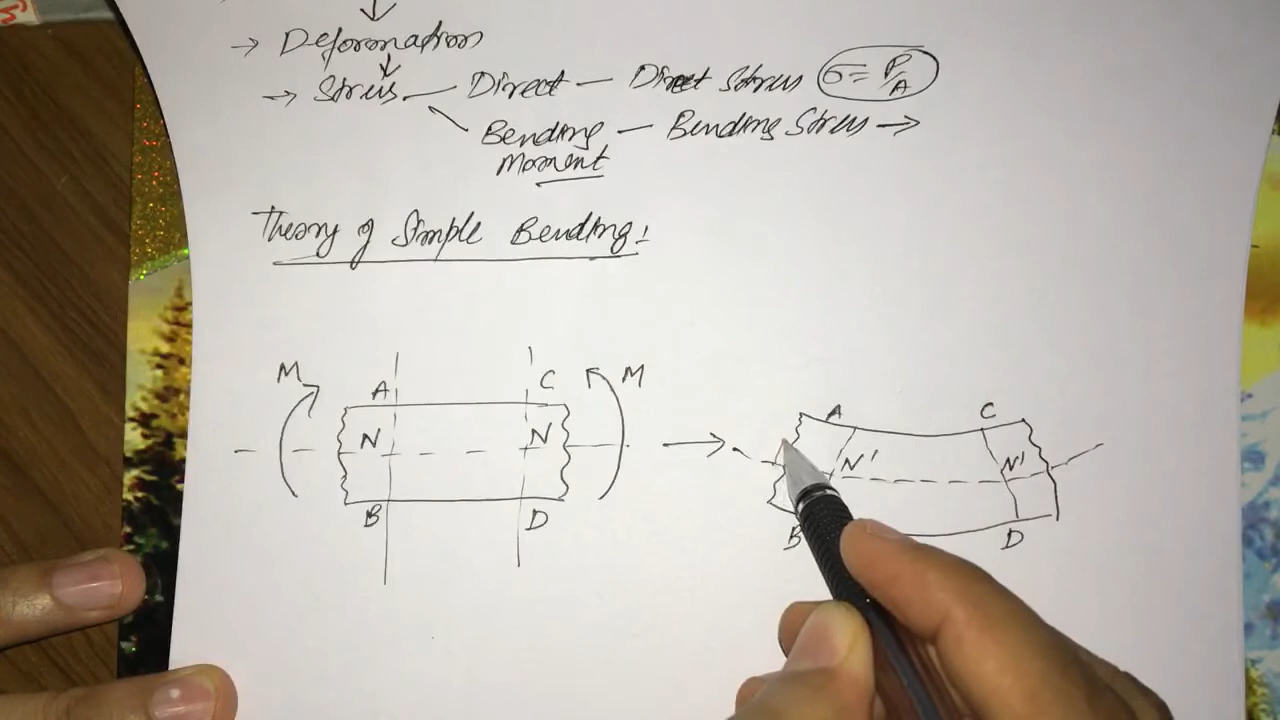 → Deformation
→ Stress — Direct — Direct Stress σ = P/A
Bending — Bending Stress →
Moment
Theory of Simple Bending:
M A C M
N N
B D
A C
N' N'
B D